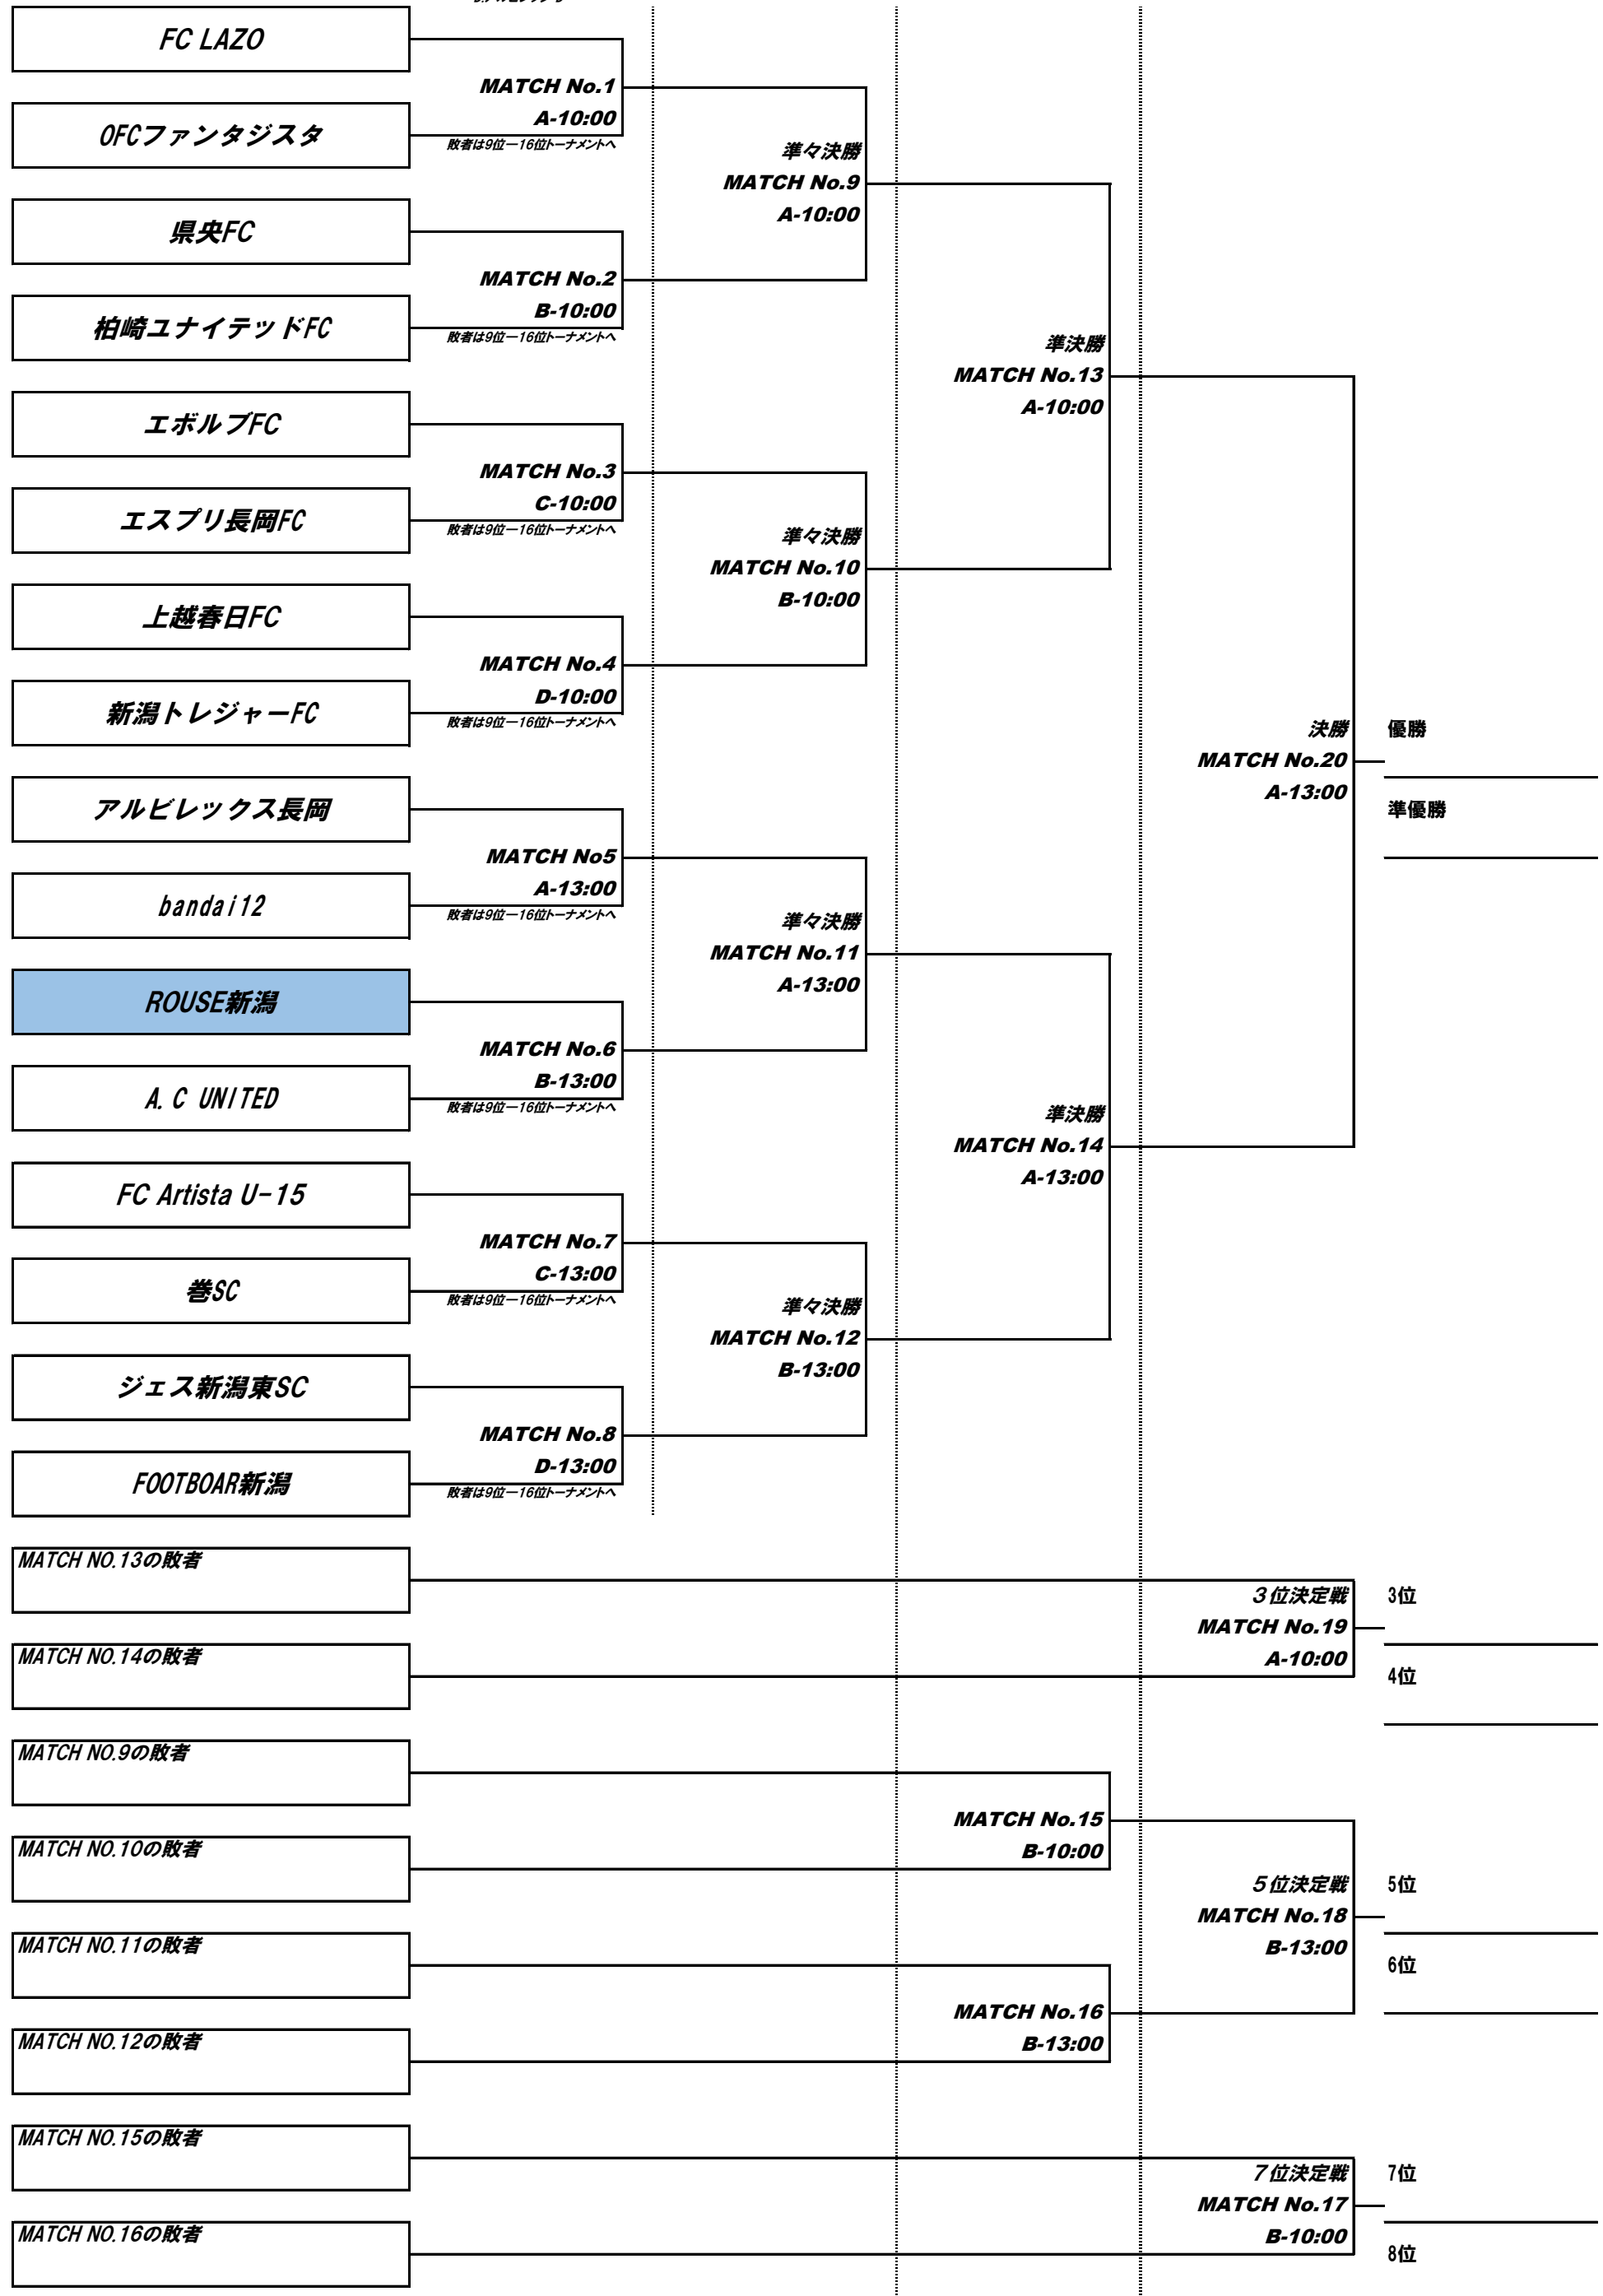 FC LAZO
MATCH No.1
A-10:00
OFCファンタジスタ
敗者は9位ー16位トーナメントへ
準々決勝
MATCH No.9
A-10:00
県央FC
MATCH No.2
B-10:00
柏崎ユナイテッドFC
敗者は9位ー16位トーナメントへ
準決勝
MATCH No.13
A-10:00
エボルブFC
MATCH No.3
C-10:00
エスプリ長岡FC
敗者は9位ー16位トーナメントへ
準々決勝
MATCH No.10
B-10:00
上越春日FC
MATCH No.4
D-10:00
新潟トレジャーFC
敗者は9位ー16位トーナメントへ
決勝
MATCH No.20
A-13:00
優勝
準優勝
アルビレックス長岡
MATCH No5
A-13:00
bandai12
敗者は9位ー16位トーナメントへ
準々決勝
MATCH No.11
A-13:00
ROUSE新潟
MATCH No.6
B-13:00
A.C UNITED
敗者は9位ー16位トーナメントへ
準決勝
MATCH No.14
A-13:00
FC Artista U-15
MATCH No.7
C-13:00
巻SC
敗者は9位ー16位トーナメントへ
準々決勝
MATCH No.12
B-13:00
ジェス新潟東SC
MATCH No.8
D-13:00
FOOTBOAR新潟
敗者は9位ー16位トーナメントへ
MATCH NO.13の敗者
３位決定戦
MATCH No.19
A-10:00
3位
MATCH NO.14の敗者
4位
MATCH NO.9の敗者
MATCH No.15
B-10:00
MATCH NO.10の敗者
５位決定戦
MATCH No.18
B-13:00
5位
MATCH NO.11の敗者
6位
MATCH No.16
B-13:00
MATCH NO.12の敗者
MATCH NO.15の敗者
７位決定戦
MATCH No.17
B-10:00
7位
MATCH NO.16の敗者
8位